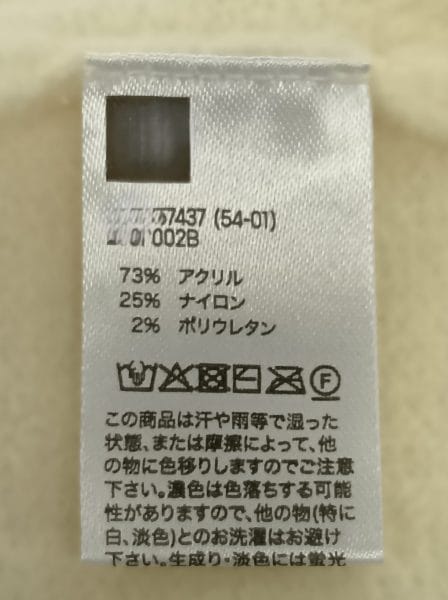 7437 (54-01)
002B
73% アクリル
25% ナイロン
2% ポリウレタン
F
この商品は汗や雨等で湿った
状態、または摩擦によって、他
の物に色移りしますのでご注意
下さい。濃色は色落ちする可能
性がありますので、他の物(特に
白、淡色)とのお洗濯はお避け
下さい。生成り・淡色には蛍光